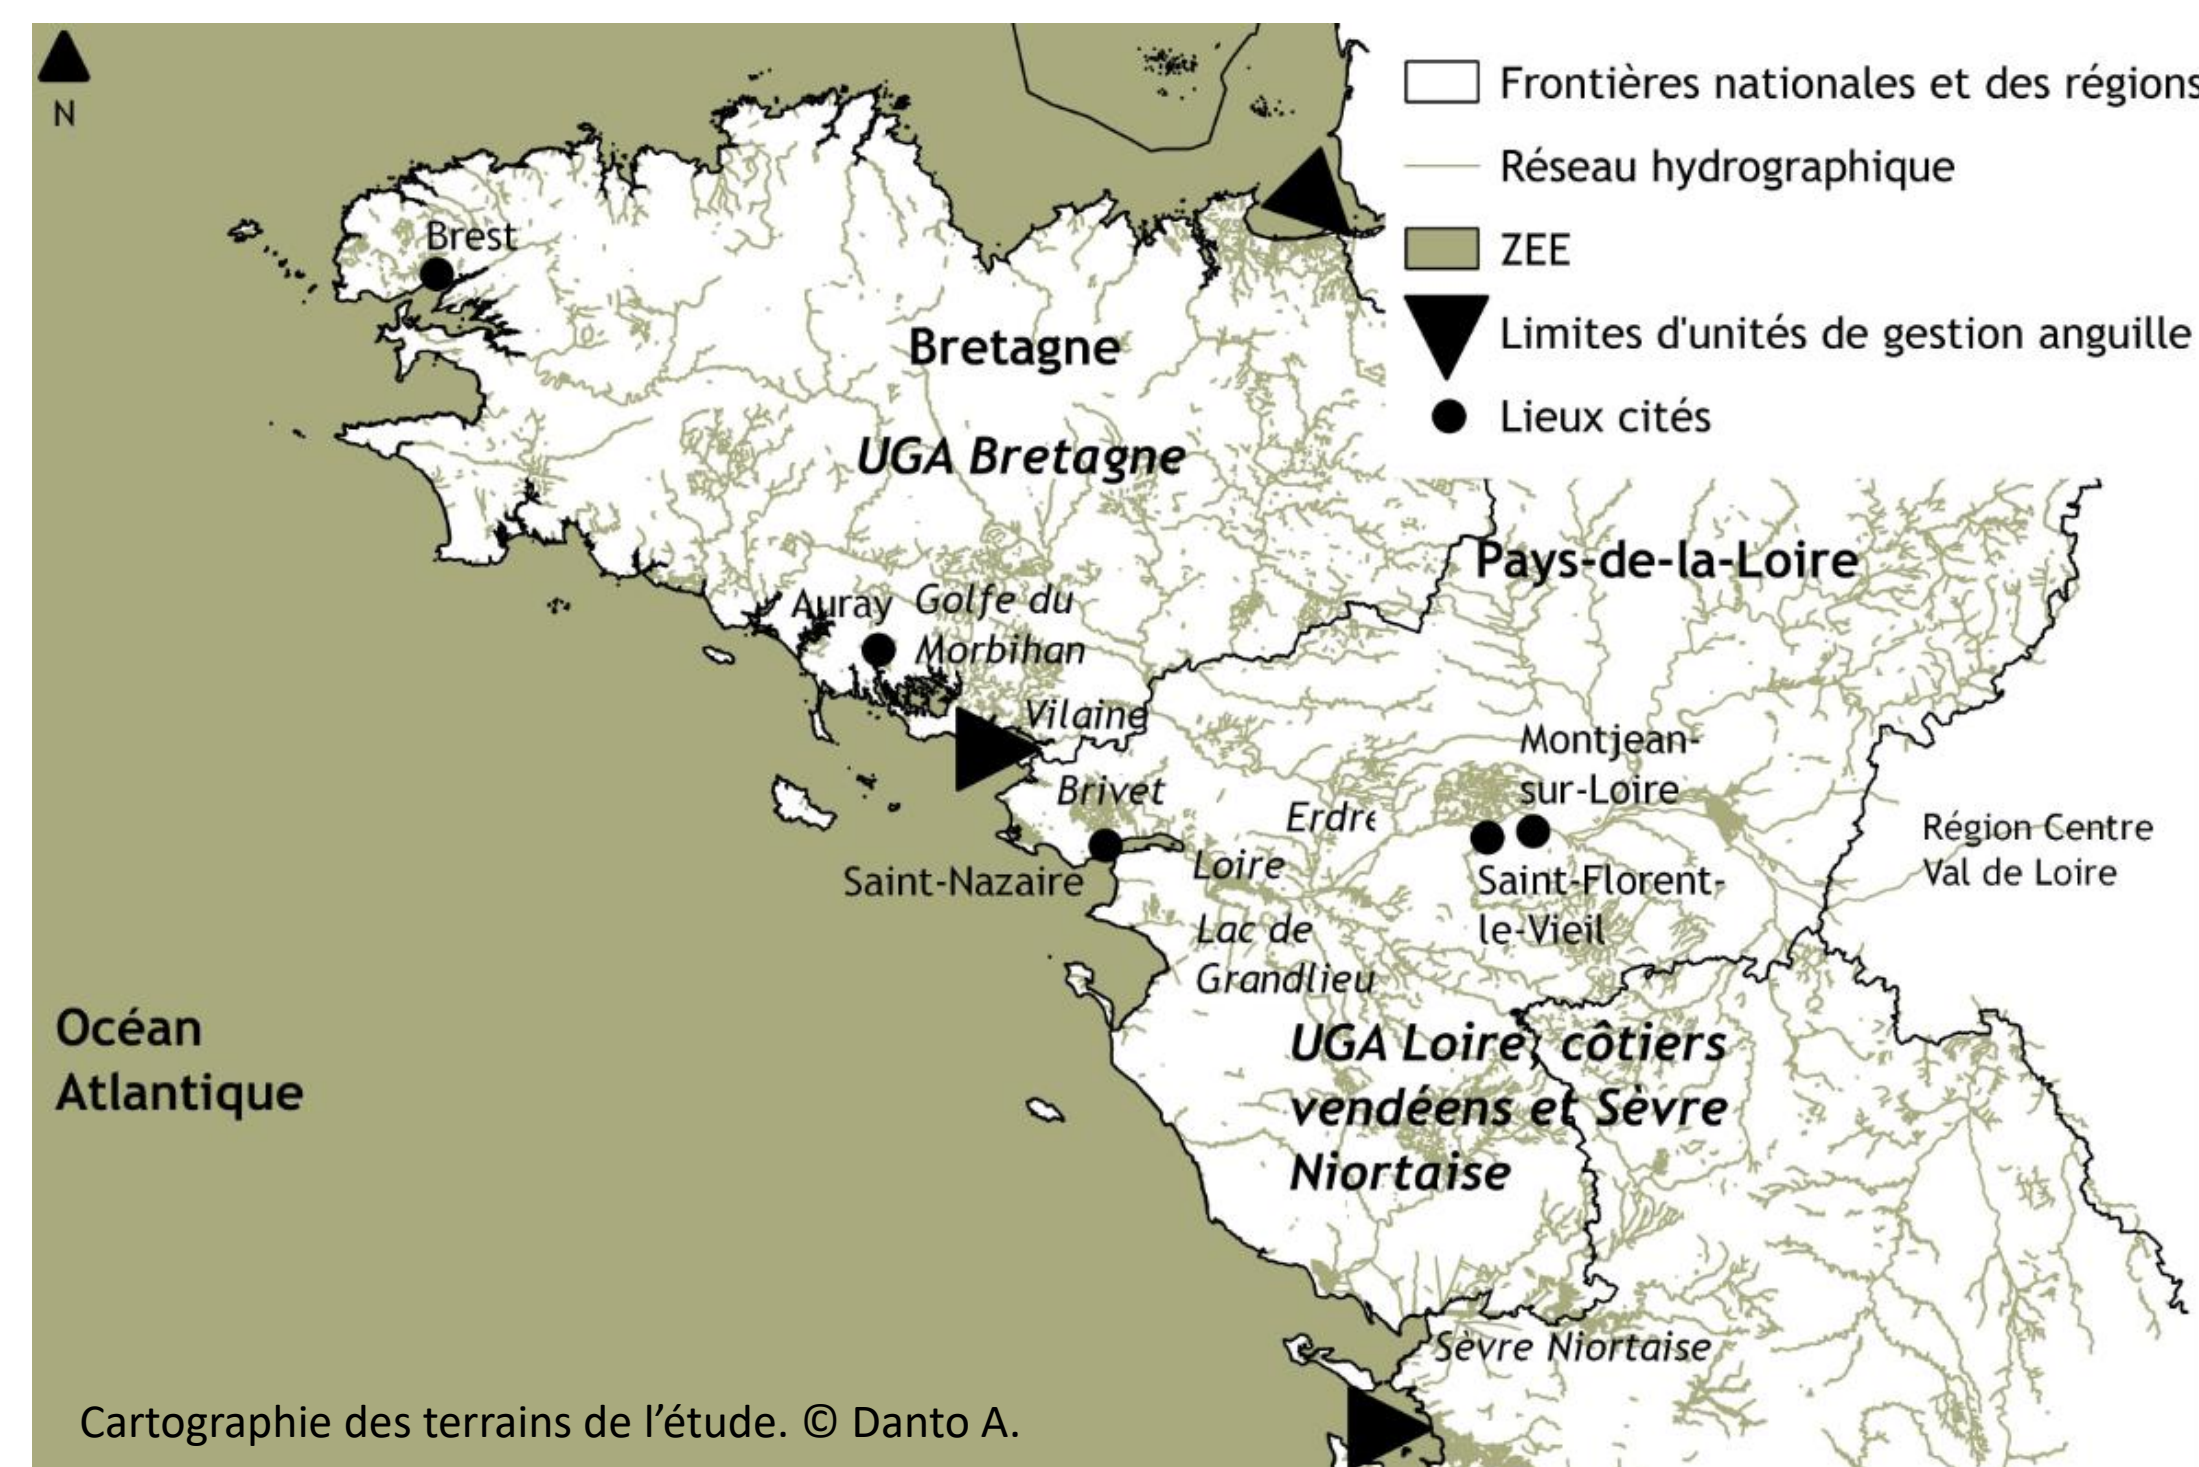 N
Frontières nationales et des régions
Réseau hydrographique
ZEE
Limites d'unités de gestion anguille
Lieux cités
Brest
Bretagne
UGA Bretagne
Pays-de-la-Loire
Auray
Golfe du
Morbihan
Vilaine
Montjean-
sur-Loire
Brivet
Erdre
Région Centre
Val de Loire
Saint-Nazaire
Loire
Saint-Florent-
le-Vieil
Lac de
Grandlieu
Océan
Atlantique
UGA Loire, côtiers
vendéens et Sèvre
Niortaise
Sèvre Niortaise
Cartographie des terrains de l’étude. © Danto A.